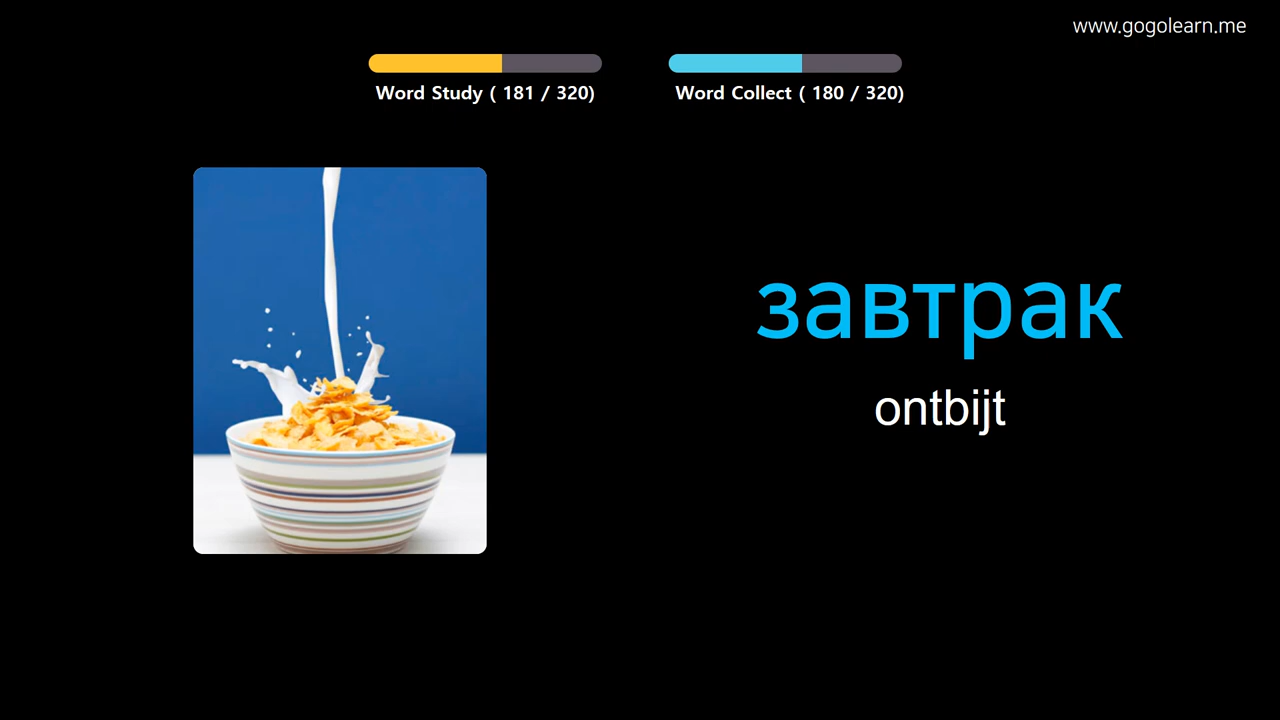 www.gogolearn.me
Word Study ( 181 / 320)
Word Collect ( 180 / 320)
завтрак
ontbijt